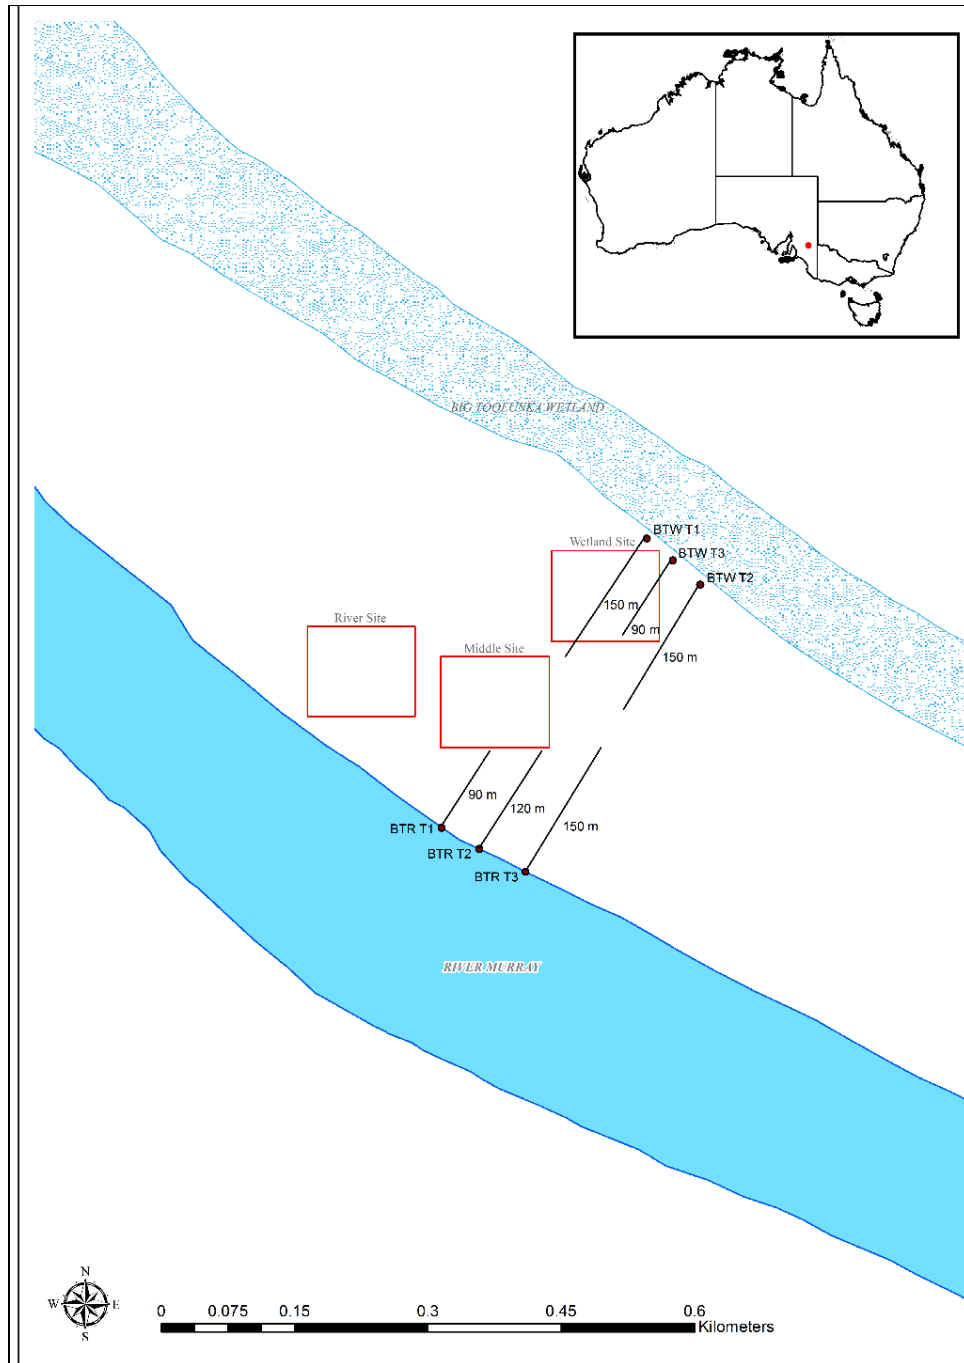 BIG TOOLUNKA WETLAND
BTW T1
Wetland Site
BTW T3
BTW T2
150 m
90 m
River Site
150 m
Middle Site
90 m
120 m
150 m
BTR T1
BTR T2
BTR T3
RIVER MURRAY
N
W E
S
0 0.075 0.15 0.3 0.45 0.6
Kilometers